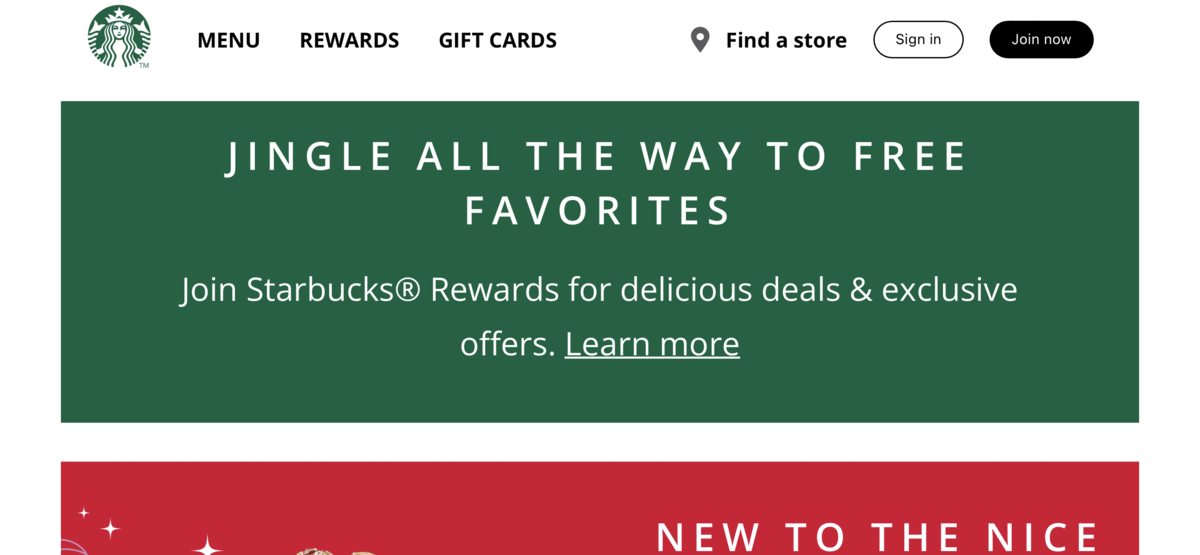 MENU REWARDS GIFT CARDS Find a store Sign in Join now
TM
JINGLE ALL THE WAY TO FREE
FAVORITES
Join Starbucks® Rewards for delicious deals & exclusive
offers. Learn more
NEW TO THE NICE